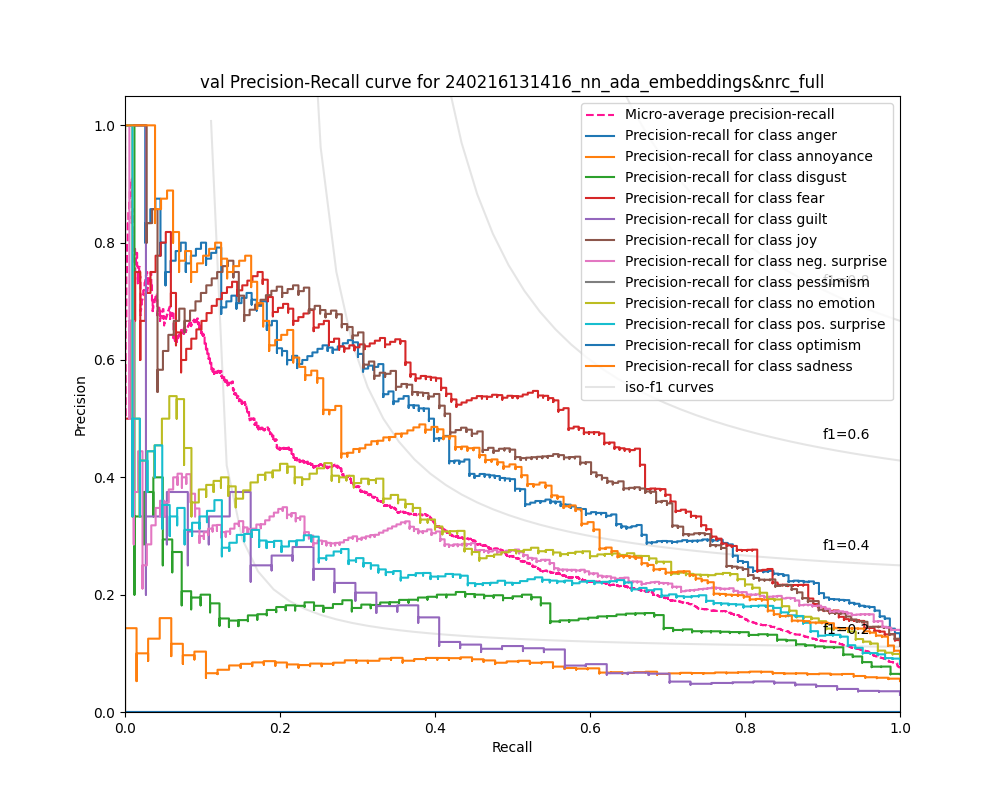 val Precision-Recall curve for 240216131416_nn_ada_embeddings&nrc_full
Precision
1.0
0.8
0.6
0.4
0.2
0.0
Micro-average precision-recall
Precision-recall for class anger
Precision-recall for class annoyance
Precision-recall for class disgust
Precision-recall for class fear
Precision-recall for class guilt
Precision-recall for class joy
Precision-recall for class neg. surprise
Precision-recall for class pessimism
Precision-recall for class no emotion
Precision-recall for class pos. surprise
Precision-recall for class optimism
Precision-recall for class sadness
iso-f1 curves
f1=0.8
f1=0.6
f1=0.4
f1=0.2
0.0 0.2 0.4 0.6 0.8 1.0
Recall